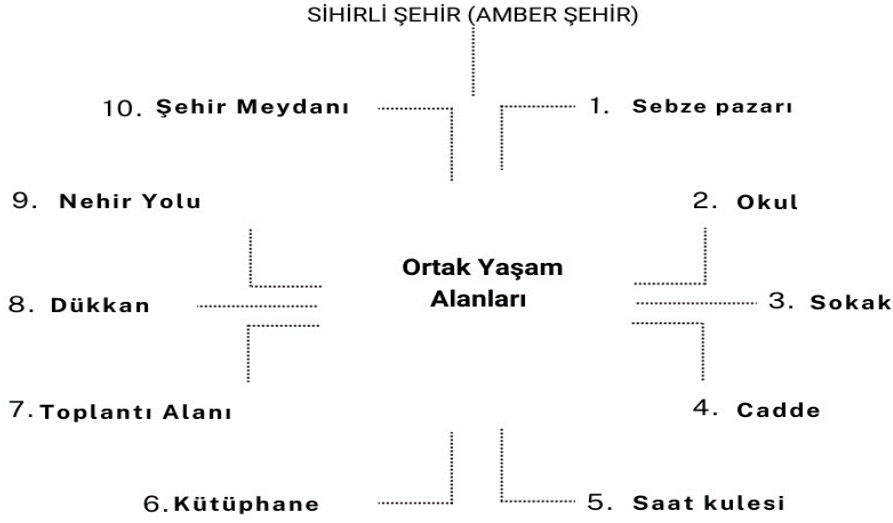 SİHİRLİ ŞEHİR (AMBER ŞEHİR)
10. Şehir Meydanı
1. Sebze pazarı
9. Nehir Yolu
2. Okul
Ortak Yaşam
Alanları
8. Dükkan
3. Sokak
7. Toplantı Alanı
4. Cadde
6. Kütüphane
5. Saat kulesi